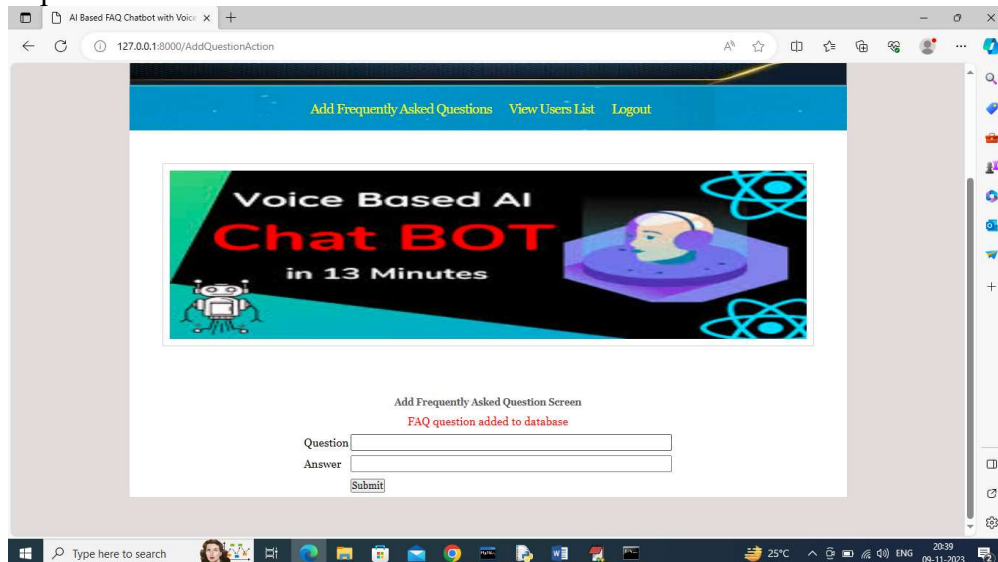 AI Based FAQ Chatbot with Voice
127.0.0.1:8000/AddQuestionAction
Add Frequently Asked Questions View Users List Logout
Voice Based AI
Chat BOT
in 13 Minutes
Add Frequently Asked Question Screen
FAQ question added to database
Question
Answer
Submit
Type here to search
25°C ENG 20:39
09-11-2023